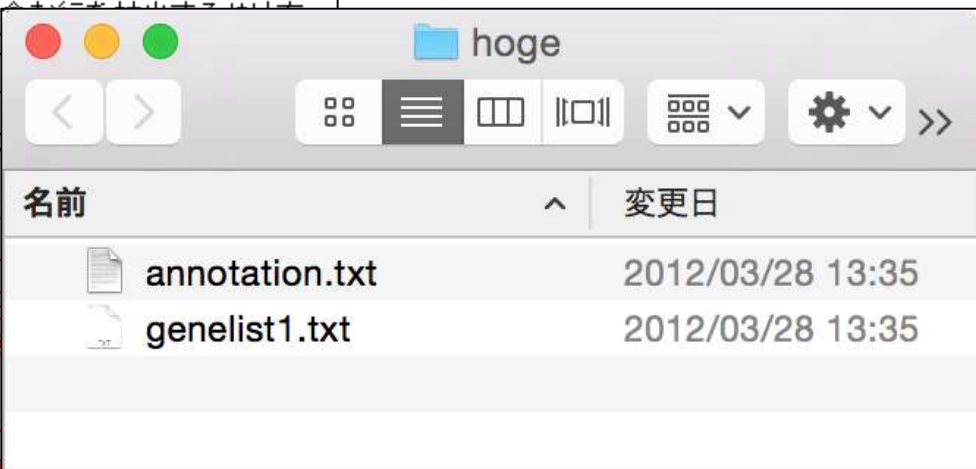 hoge
名前 変更日
annotation.txt 2012/03/28 13:35
genelist1.txt 2012/03/28 13:35